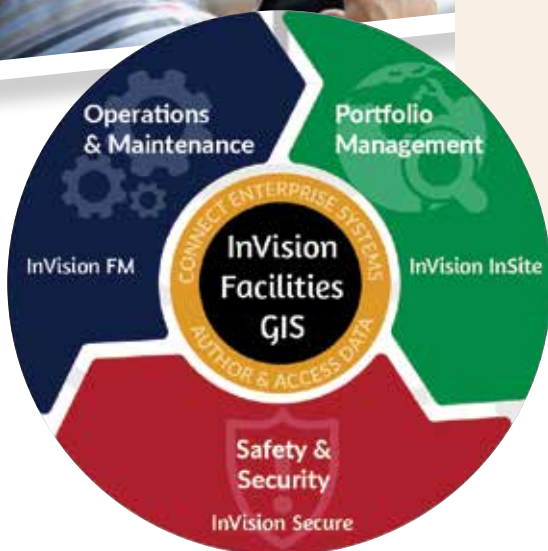 Operations
& Maintenance
InVision FM
Portfolio
Management
InVision InSite
CONNECT ENTERPRISE SYSTEMS
InVision
Facilities
GIS
AUTHOR & ACCESS DATA
Safety &
Security
InVision Secure